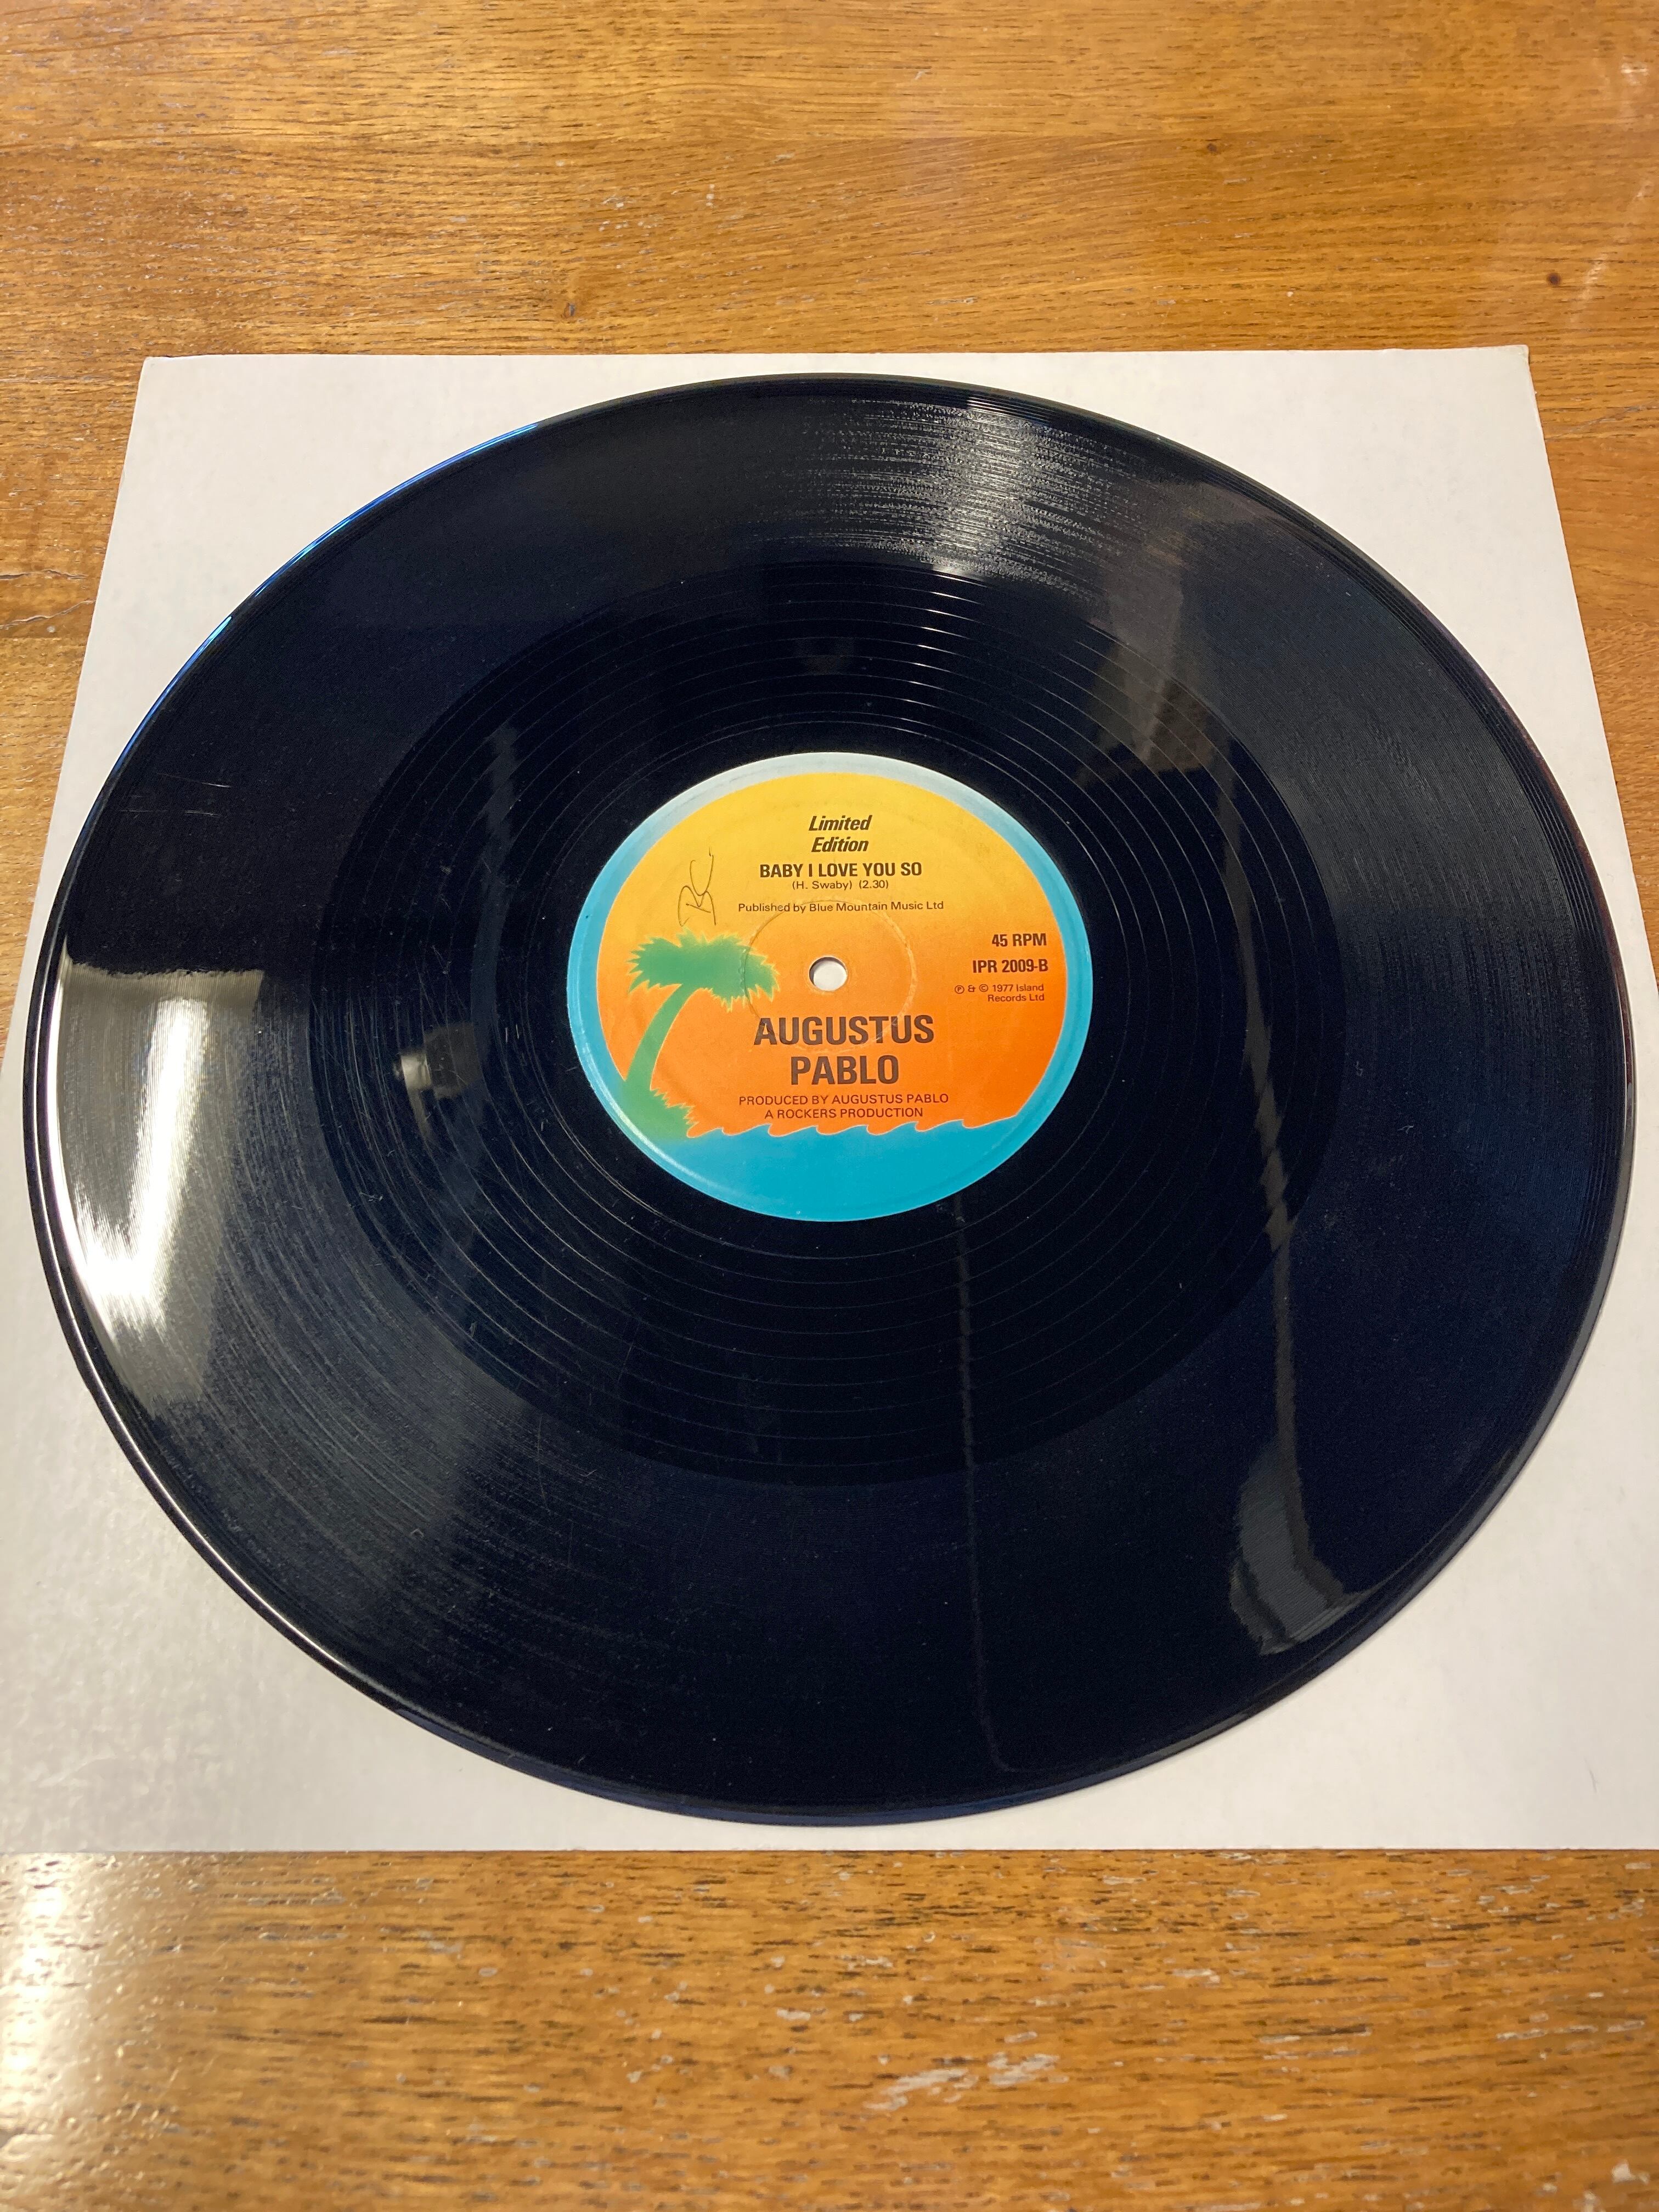 Limited
Edition
BABY I LOVE YOU SO
(H. Swaby) (2.30)
Published by Blue Mountain Music Ltd
BC
45 RPM
IPR 2009-B
℗ & © 1977 Island
Records Ltd
AUGUSTUS
PABLO
PRODUCED BY AUGUSTUS PABLO
A ROCKERS PRODUCTION